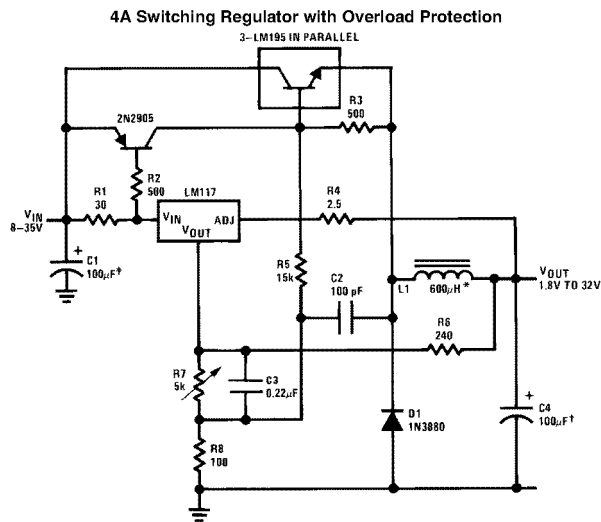 4A Switching Regulator with Overload Protection
3–LM195 IN PARALLEL
R3
500
2N2905
R2
500
LM117
R1
30
VIN
8–35V
VIN
ADJ
VOUT
R4
2.5
+
C1
100μF†
R5
15k
C2
100 pF
L1
600μH*
VOUT
1.8V TO 32V
R6
240
R7
5k
C3
0.22μF
D1
1N3880
+
C4
100μF†
R8
100